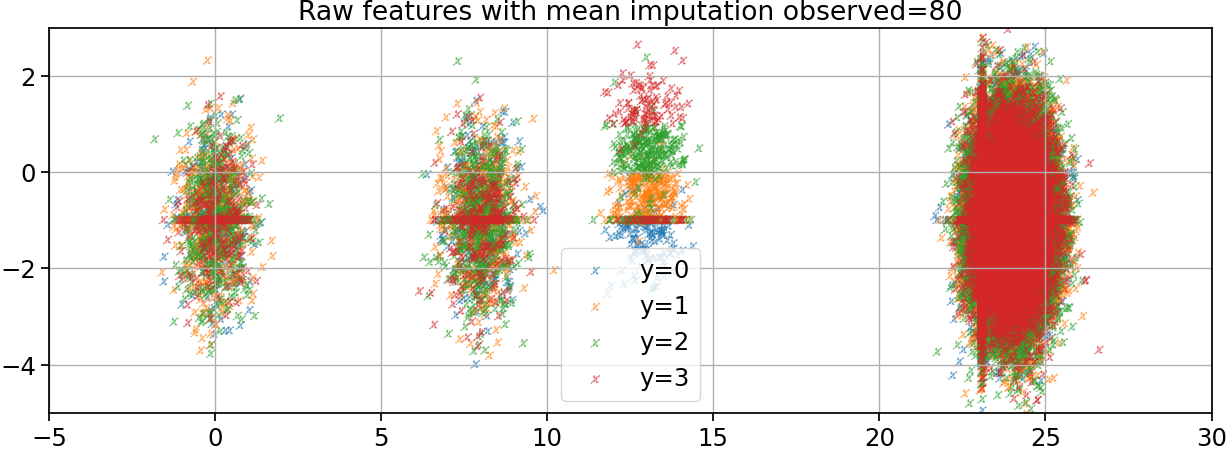 Raw features with mean imputation observed=80
2
0
−2
−4
y=0
y=1
y=2
y=3
−5 0 5 10 15 20 25 30